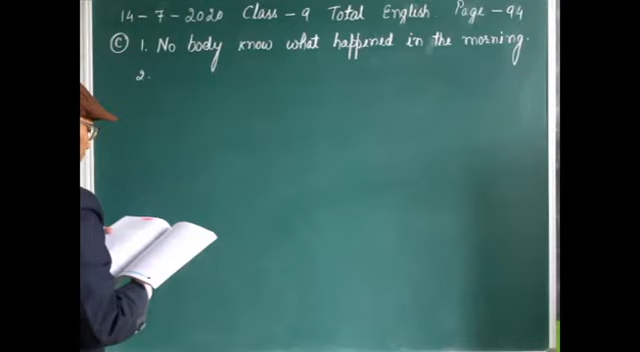 14-7-2020 Class-9 Total English. Page-94
(C) 1. No body know what happened in the morning.
2.